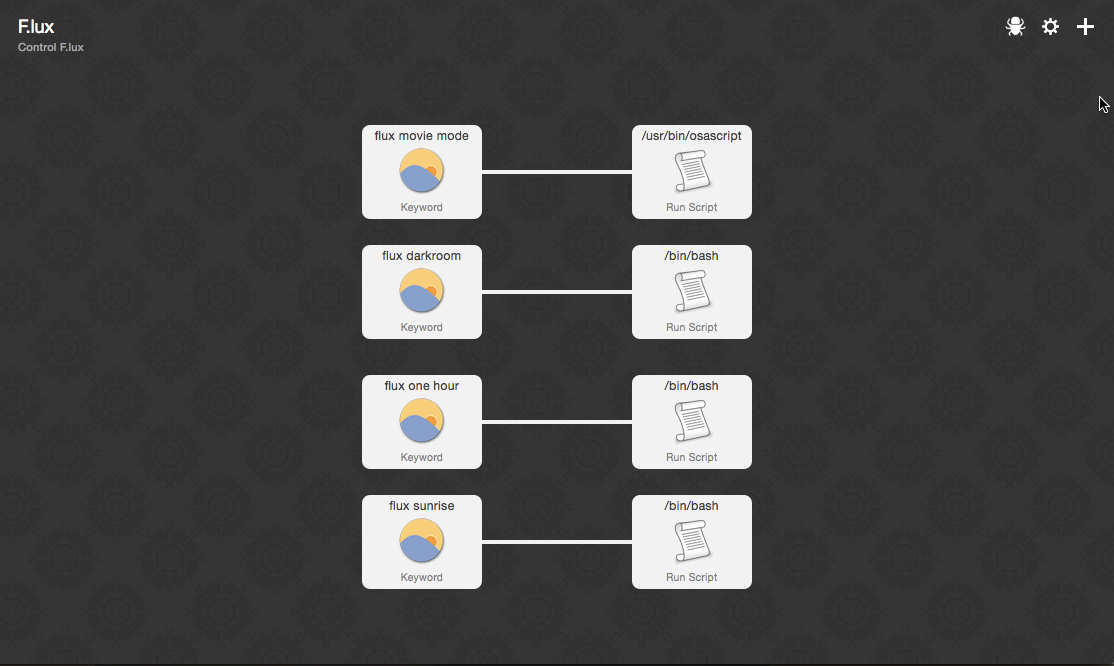 F.lux
Control F.lux
flux movie mode
Keyword
/usr/bin/osascript
Run Script
flux darkroom
Keyword
/bin/bash
Run Script
flux one hour
Keyword
/bin/bash
Run Script
flux sunrise
Keyword
/bin/bash
Run Script